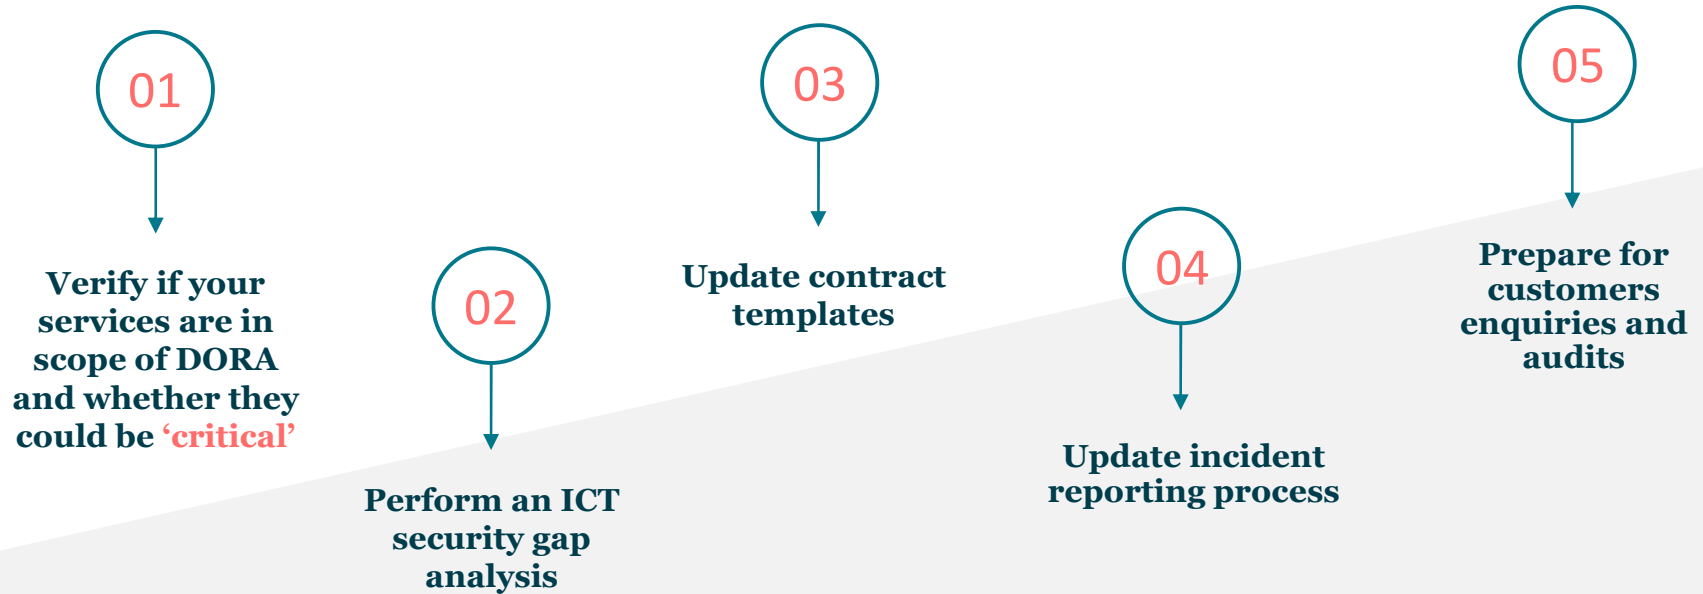 01
Verify if your
services are in
scope of DORA
and whether they
could be ‘critical’
02
Perform an ICT
security gap
analysis
03
Update contract
templates
04
Update incident
reporting process
05
Prepare for
customers
enquiries and
audits